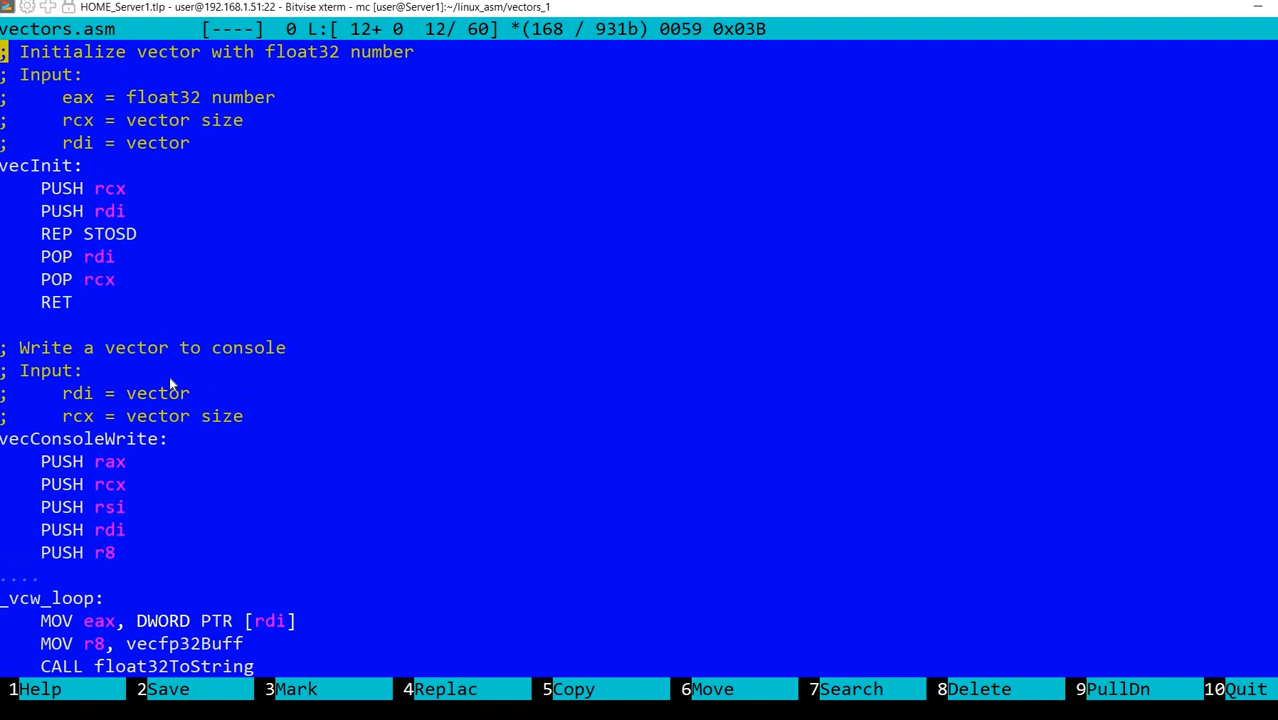 HOME_Server1.tlp - user@192.168.1.51:22 - Bitvise xterm - mc [user@Server1]:~/linux_asm/vectors_1
vectors.asm        [----]  0 L:[ 12+ 0  12/ 60] *(168 / 931b) 0059 0x03B
; Initialize vector with float32 number
; Input:
;     eax = float32 number
;     rcx = vector size
;     rdi = vector
vecInit:
    PUSH rcx
    PUSH rdi
    REP STOSD
    POP rdi
    POP rcx
    RET
; Write a vector to console
; Input:
;     rdi = vector
;     rcx = vector size
vecConsoleWrite:
    PUSH rax
    PUSH rcx
    PUSH rsi
    PUSH rdi
    PUSH r8
....
_vcw_loop:
    MOV eax, DWORD PTR [rdi]
    MOV r8, vecfp32Buff
    CALL float32ToString
1Help 2Save 3Mark 4Replac 5Copy 6Move 7Search 8Delete 9PullDn 10Quit